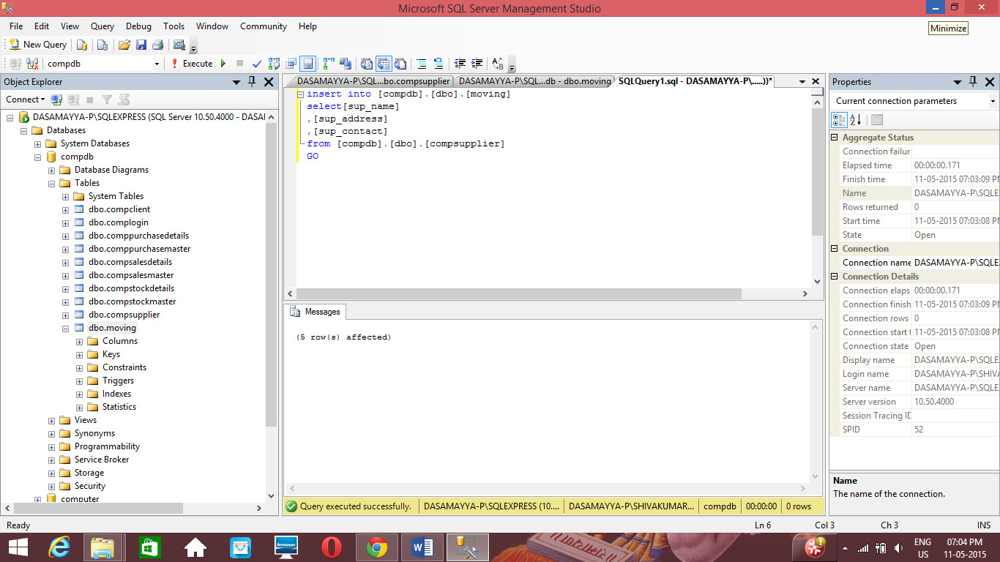 Microsoft SQL Server Management Studio
File Edit View Query Debug Tools Window Community Help
Minimize
New Query
compdb
Execute
Object Explorer
Connect
DASAMAYYA-P\SQLEXPRESS (SQL Server 10.50.4000 - DASAI
Databases
System Databases
compdb
Database Diagrams
Tables
System Tables
dbo.compclient
dbo.complogin
dbo.comppurchasedetails
dbo.comppurchasemaster
dbo.compsalesdetails
dbo.compsalesmaster
dbo.compstockdetails
dbo.compstockmaster
dbo.compsupplier
dbo.moving
Columns
Keys
Constraints
Triggers
Indexes
Statistics
Views
Synonyms
Programmability
Service Broker
Storage
Security
computer
DASAMAYYA-P\SQL...bo.compsupplier
DASAMAYYA-P\SQL...db - dbo.moving
SQLQuery1.sql - DASAMAYYA-P\.....))*
insert into [compdb].[dbo].[moving]
select[sup_name]
,[sup_address]
,[sup_contact]
from [compdb].[dbo].[compsupplier]
GO
Messages
(5 row(s) affected)
Query executed successfully.
DASAMAYYA-P\SQLEXPRESS (10....
DASAMAYYA-P\SHIVAKUMAR...
compdb
00:00:00
0 rows
Properties
Current connection parameters
Aggregate Status
Connection failur
Elapsed time 00:00:00.171
Finish time 11-05-2015 07:03:09 PM
Name DASAMAYYA-P\SQLE
Rows returned 0
Start time 11-05-2015 07:03:08 PM
State Open
Connection
Connection name DASAMAYYA-P\SQLE
Connection Details
Connection elaps 00:00:00.171
Connection finish 11-05-2015 07:03:09 PM
Connection rows 0
Connection start t 11-05-2015 07:03:08 PM
Connection state Open
Display name DASAMAYYA-P\SQLE
Login name DASAMAYYA-P\SHIVA
Server name DASAMAYYA-P\SQLE
Server version 10.50.4000
Session Tracing ID
SPID 52
Name
The name of the connection.
Ready
Ln 6
Col 3
Ch 3
INS
lenovo
ENG
US
07:04 PM
11-05-2015